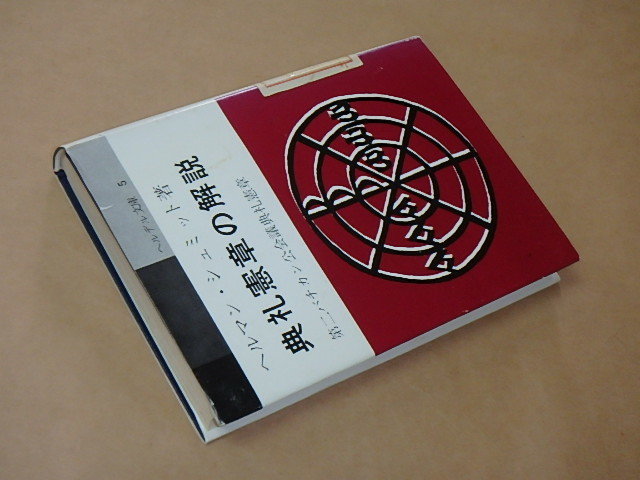 ヘルデル文庫 5
ヘルマン・シュミット著
典礼憲章の解説
第二バチカン公会議典礼憲章